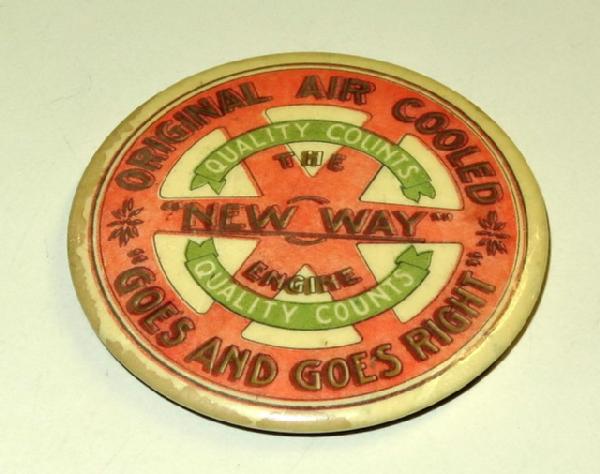 ORIGINAL AIR COOLED
QUALITY COUNTS
THE
"NEW WAY"
ENGINE
QUALITY COUNTS
"GOES AND GOES RIGHT"